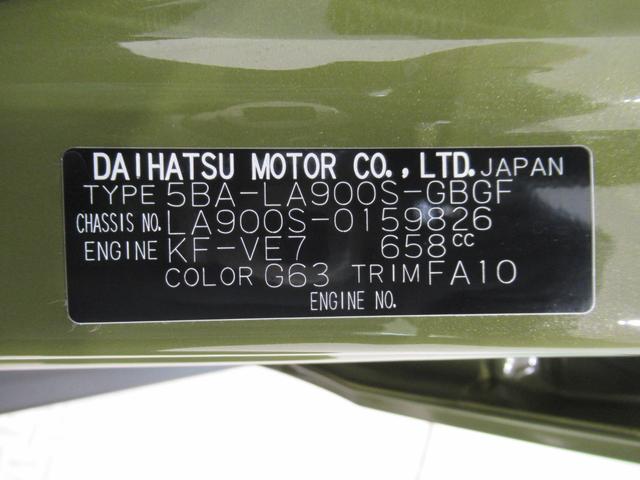 DAIHATSU MOTOR CO., LTD. JAPAN
TYPE 5BA-LA900S-GBGF
CHASSIS NO. LA900S-0159826
ENGINE KF-VE7 658cc
COLOR G63 TRIM FA10
ENGINE NO.